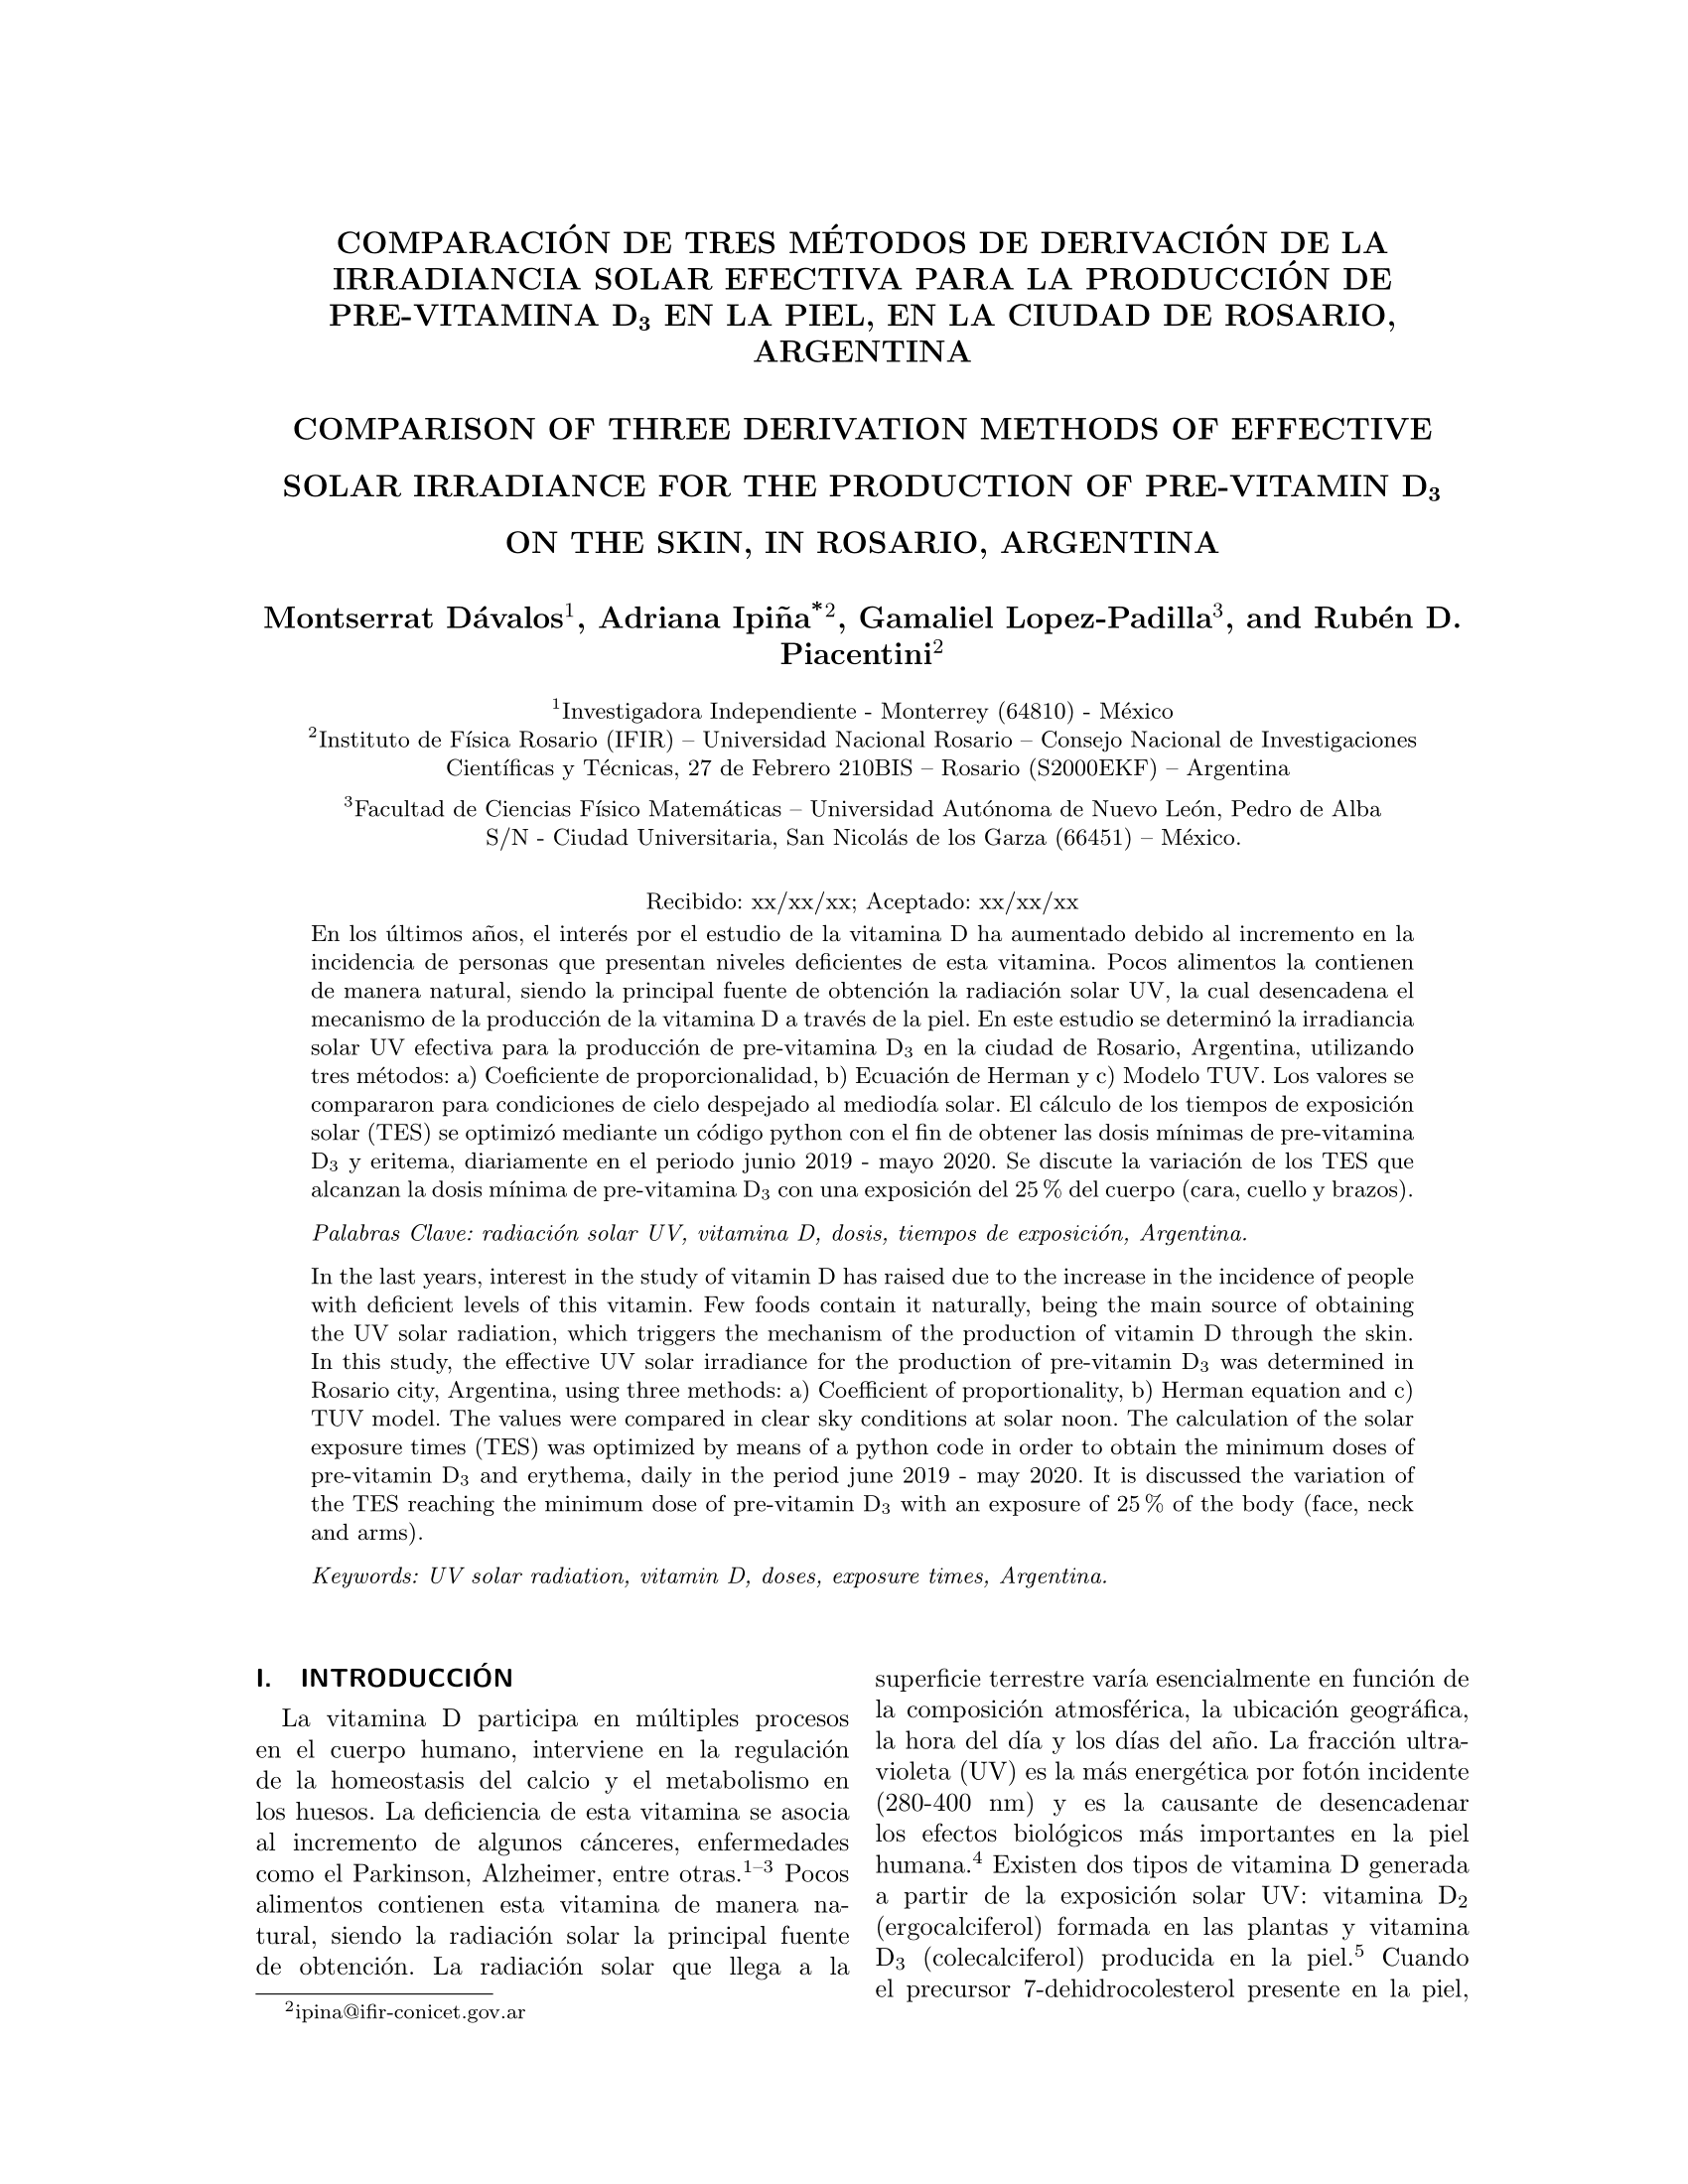 COMPARACIÓN DE TRES MÉTODOS DE DERIVACIÓN DE LA
IRRADIANCIA SOLAR EFECTIVA PARA LA PRODUCCIÓN DE
PRE-VITAMINA D₃ EN LA PIEL, EN LA CIUDAD DE ROSARIO,
ARGENTINA
COMPARISON OF THREE DERIVATION METHODS OF EFFECTIVE
SOLAR IRRADIANCE FOR THE PRODUCTION OF PRE-VITAMIN D₃
ON THE SKIN, IN ROSARIO, ARGENTINA
Montserrat Dávalos¹, Adriana Ipiña*², Gamaliel Lopez-Padilla³, and Rubén D.
Piacentini²
¹Investigadora Independiente - Monterrey (64810) - México
²Instituto de Física Rosario (IFIR) – Universidad Nacional Rosario – Consejo Nacional de Investigaciones
Científicas y Técnicas, 27 de Febrero 210BIS – Rosario (S2000EKF) – Argentina
³Facultad de Ciencias Físico Matemáticas – Universidad Autónoma de Nuevo León, Pedro de Alba
S/N - Ciudad Universitaria, San Nicolás de los Garza (66451) – México.
Recibido: xx/xx/xx; Aceptado: xx/xx/xx
En los últimos años, el interés por el estudio de la vitamina D ha aumentado debido al incremento en la
incidencia de personas que presentan niveles deficientes de esta vitamina. Pocos alimentos la contienen
de manera natural, siendo la principal fuente de obtención la radiación solar UV, la cual desencadena el
mecanismo de la producción de la vitamina D a través de la piel. En este estudio se determinó la irradiancia
solar UV efectiva para la producción de pre-vitamina D₃ en la ciudad de Rosario, Argentina, utilizando
tres métodos: a) Coeficiente de proporcionalidad, b) Ecuación de Herman y c) Modelo TUV. Los valores se
compararon para condiciones de cielo despejado al mediodía solar. El cálculo de los tiempos de exposición
solar (TES) se optimizó mediante un código python con el fin de obtener las dosis mínimas de pre-vitamina
D₃ y eritema, diariamente en el periodo junio 2019 - mayo 2020. Se discute la variación de los TES que
alcanzan la dosis mínima de pre-vitamina D₃ con una exposición del 25 % del cuerpo (cara, cuello y brazos).
Palabras Clave: radiación solar UV, vitamina D, dosis, tiempos de exposición, Argentina.
In the last years, interest in the study of vitamin D has raised due to the increase in the incidence of people
with deficient levels of this vitamin. Few foods contain it naturally, being the main source of obtaining
the UV solar radiation, which triggers the mechanism of the production of vitamin D through the skin.
In this study, the effective UV solar irradiance for the production of pre-vitamin D₃ was determined in
Rosario city, Argentina, using three methods: a) Coefficient of proportionality, b) Herman equation and c)
TUV model. The values were compared in clear sky conditions at solar noon. The calculation of the solar
exposure times (TES) was optimized by means of a python code in order to obtain the minimum doses of
pre-vitamin D₃ and erythema, daily in the period june 2019 - may 2020. It is discussed the variation of
the TES reaching the minimum dose of pre-vitamin D₃ with an exposure of 25 % of the body (face, neck
and arms).
Keywords: UV solar radiation, vitamin D, doses, exposure times, Argentina.
I. INTRODUCCIÓN
La vitamina D participa en múltiples procesos
en el cuerpo humano, interviene en la regulación
de la homeostasis del calcio y el metabolismo en
los huesos. La deficiencia de esta vitamina se asocia
al incremento de algunos cánceres, enfermedades
como el Parkinson, Alzheimer, entre otras.¹⁻³ Pocos
alimentos contienen esta vitamina de manera na-
tural, siendo la radiación solar la principal fuente
de obtención. La radiación solar que llega a la
²ipina@ifir-conicet.gov.ar
superficie terrestre varía esencialmente en función de
la composición atmosférica, la ubicación geográfica,
la hora del día y los días del año. La fracción ultra-
violeta (UV) es la más energética por fotón incidente
(280-400 nm) y es la causante de desencadenar
los efectos biológicos más importantes en la piel
humana.⁴ Existen dos tipos de vitamina D generada
a partir de la exposición solar UV: vitamina D₂
(ergocalciferol) formada en las plantas y vitamina
D₃ (colecalciferol) producida en la piel.⁵ Cuando
el precursor 7-dehidrocolesterol presente en la piel,